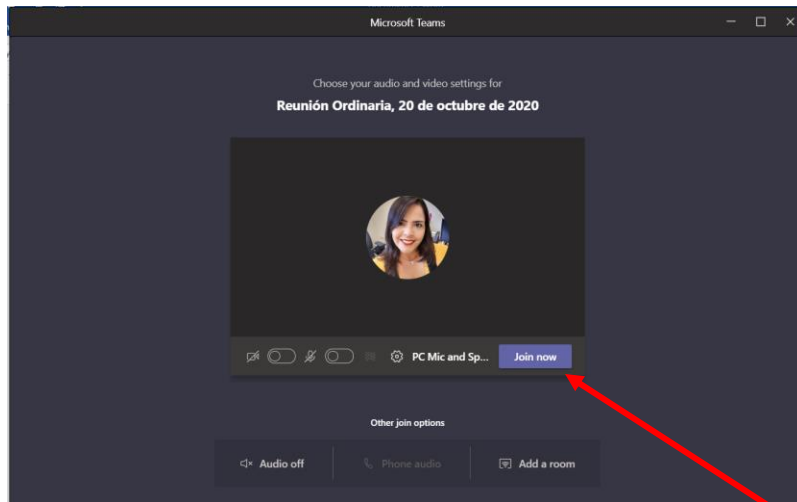 Microsoft Teams
Choose your audio and video settings for
Reunión Ordinaria, 20 de octubre de 2020
PC Mic and Sp... Join now
Other join options
Audio off Phone audio Add a room